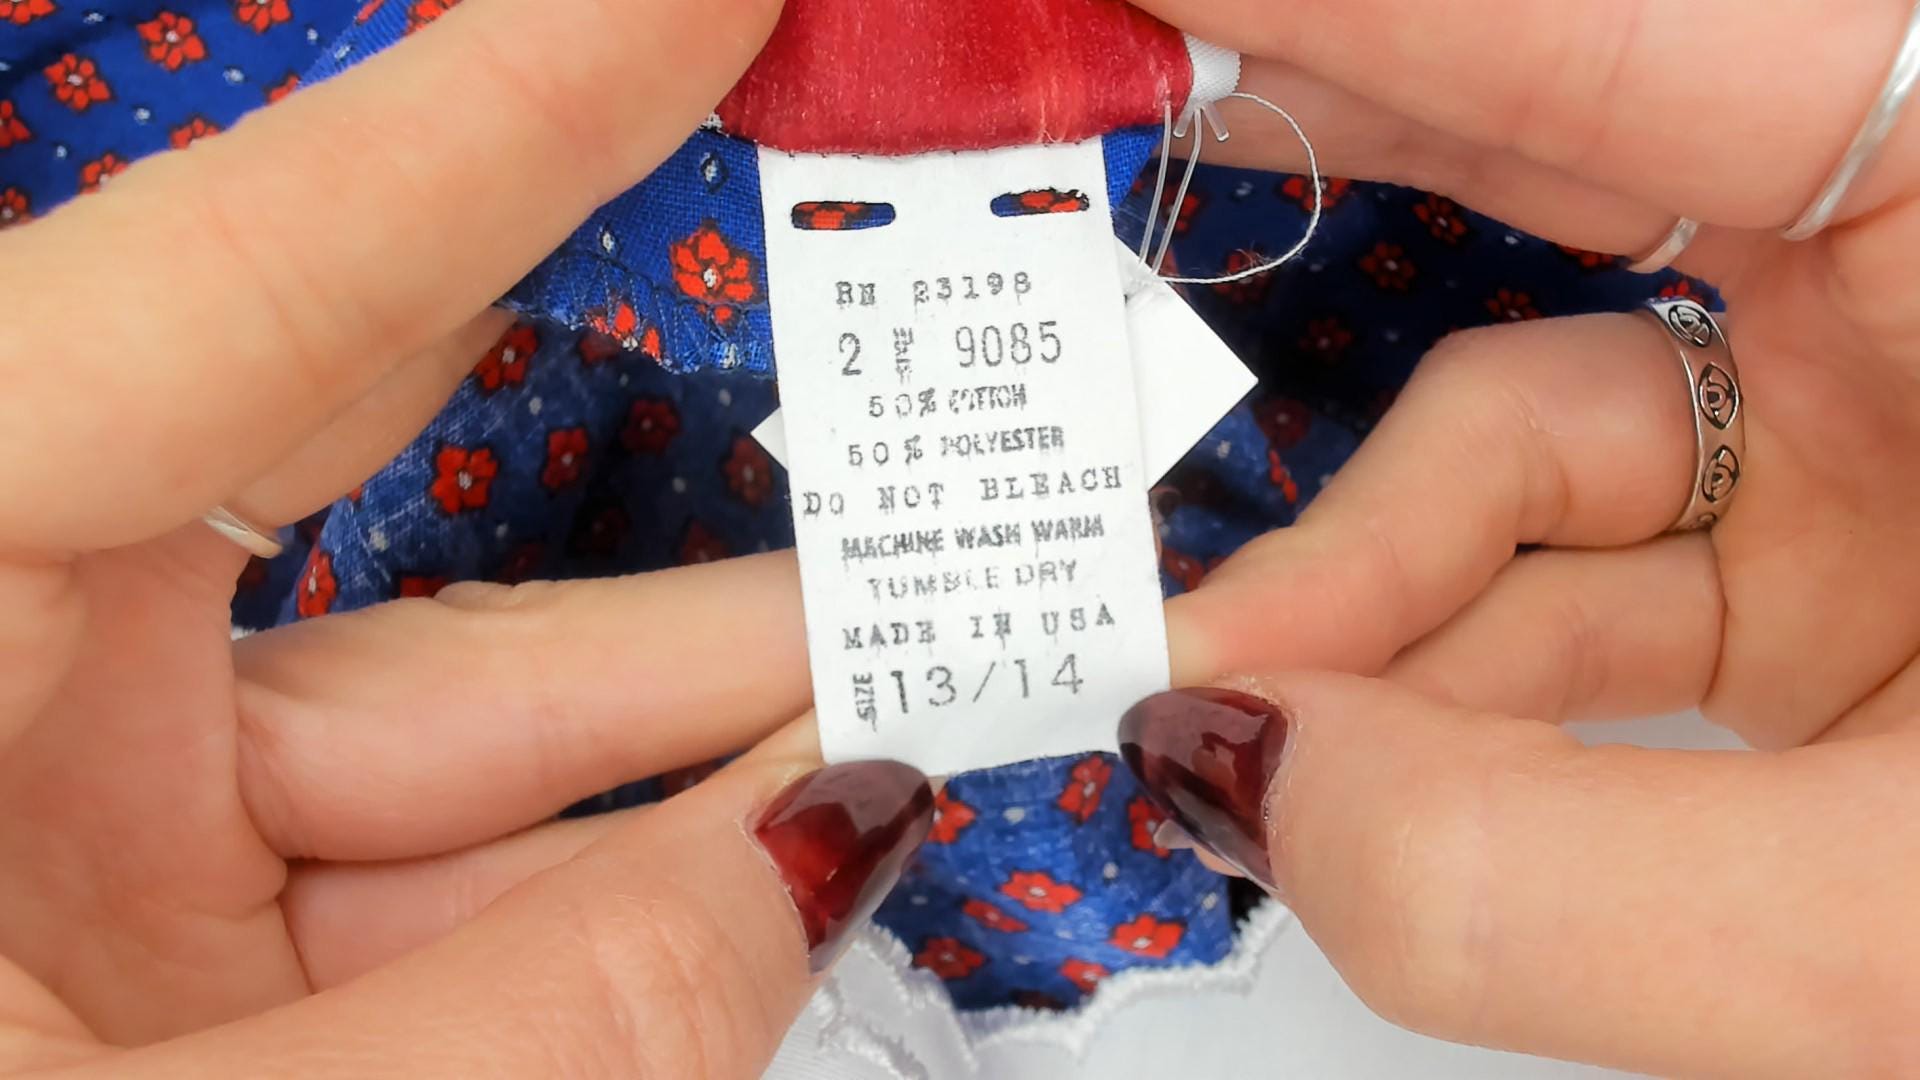 RN 23198
2 STYLE 9085
50% COTTON
50% POLYESTER
DO NOT BLEACH
MACHINE WASH WARM
TUMBLE DRY
MADE IN USA
SIZE 13/14